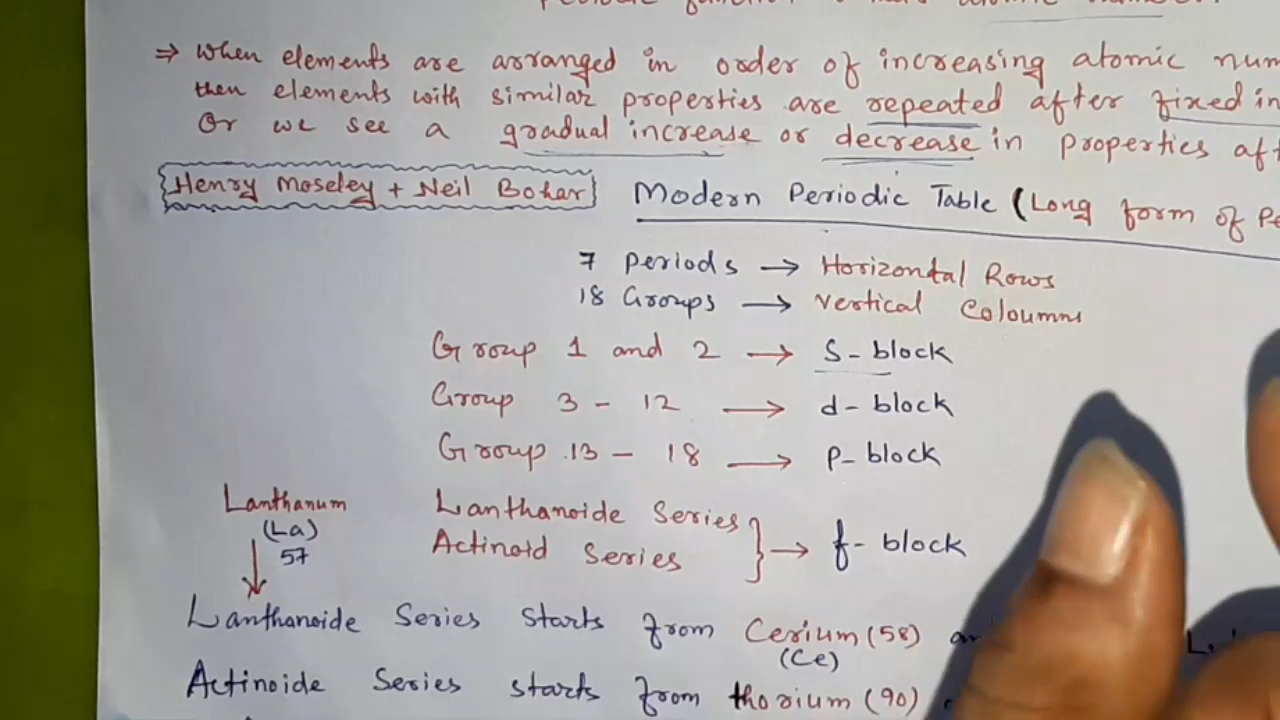 ⇒ When elements are arranged in order of increasing atomic num
then elements with similar properties are repeated after fixed in
Or we see a gradual increase or decrease in properties aft
Henry Moseley + Neil Bohar Modern Periodic Table (Long form of Pe
7 Periods → Horizontal Rows
18 Groups → Vertical Coloumns
Group 1 and 2 → S-block
Group 3 - 12 → d-block
Group 13 - 18 → p-block
Lanthanum
(La)
57
Lanthanoide Series
Actinoid Series
→ f-block
Lanthanoide Series Starts from Cerium (58)
(Ce)
Actinoide Series starts from thorium (90)